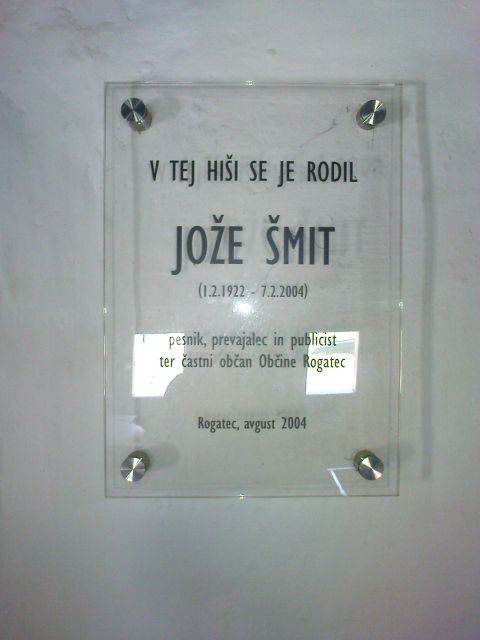 V TEJ HIŠI SE JE RODIL
JOŽE ŠMIT
(1.2.1922 - 7.2.2004)
pesnik, prevajalec in publicist
ter častni občan Občine Rogatec
Rogatec, avgust 2004